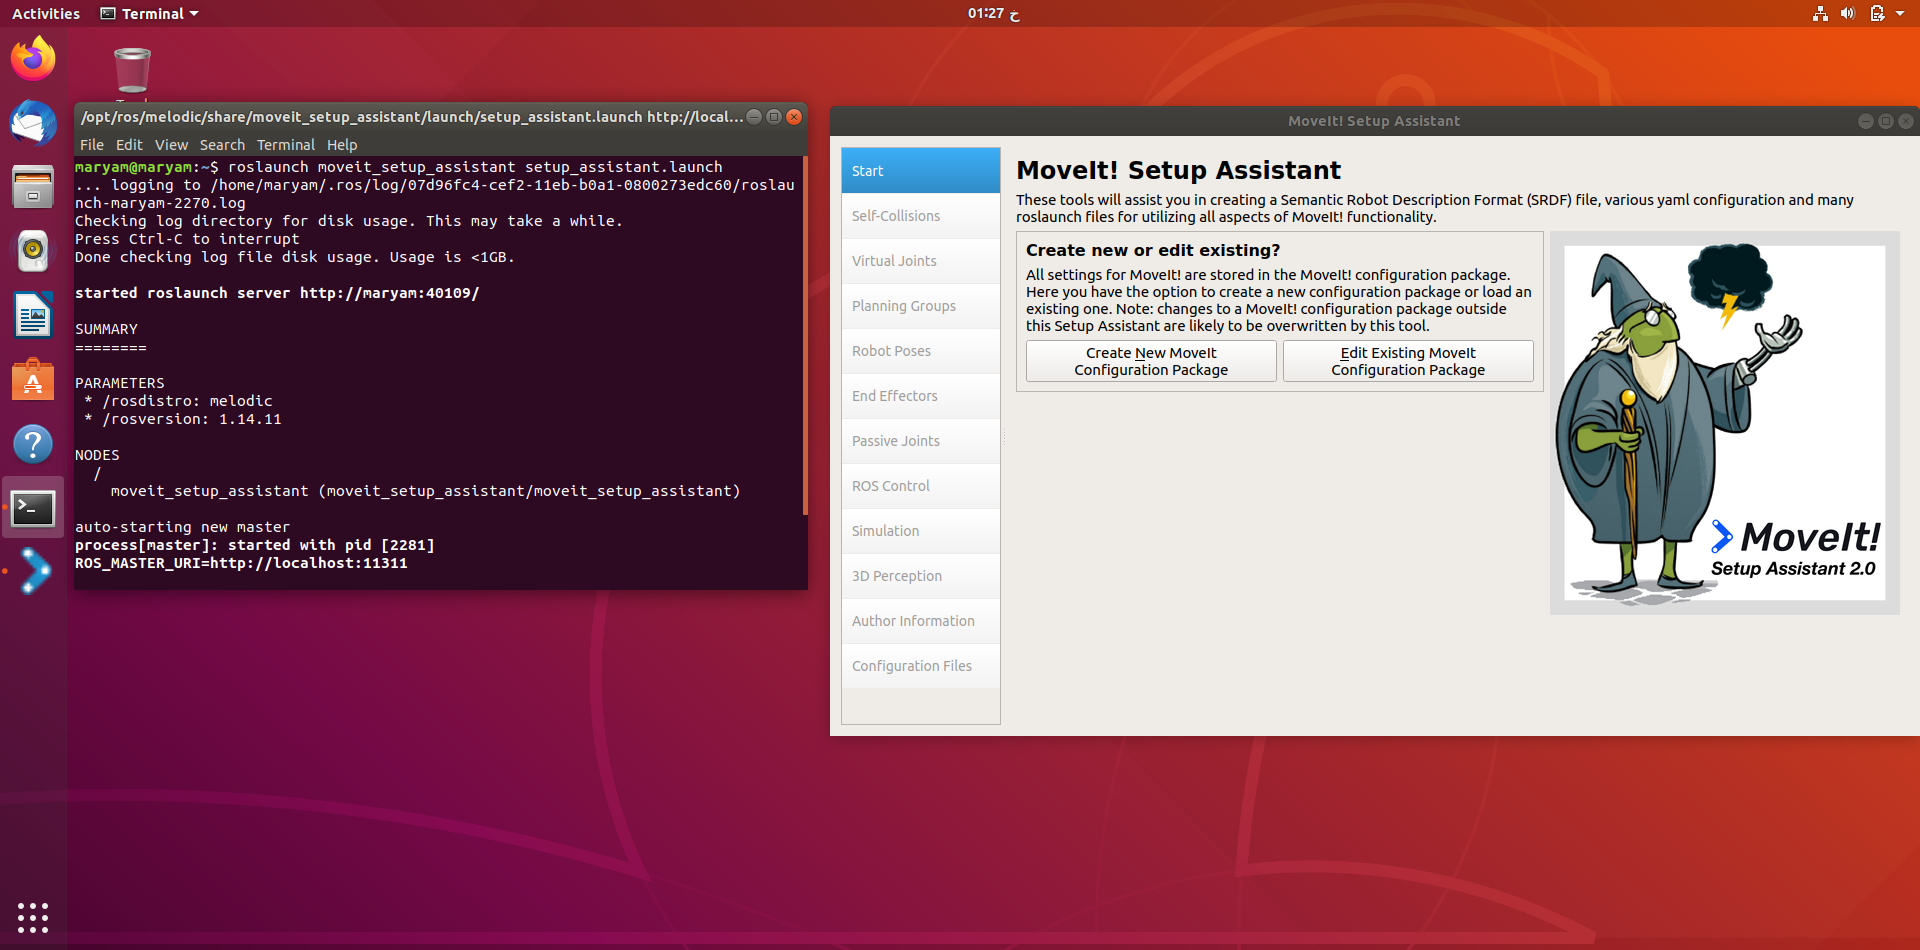 Activities
Terminal
01:27 خ
/opt/ros/melodic/share/moveit_setup_assistant/launch/setup_assistant.launch http://local...
File Edit View Search Terminal Help
maryam@maryam:~$ roslaunch moveit_setup_assistant setup_assistant.launch
... logging to /home/maryam/.ros/log/07d96fc4-cef2-11eb-b0a1-0800273edc60/roslau
nch-maryam-2270.log
Checking log directory for disk usage. This may take a while.
Press Ctrl-C to interrupt
Done checking log file disk usage. Usage is <1GB.
started roslaunch server http://maryam:40109/
SUMMARY
========
PARAMETERS
* /rosdistro: melodic
* /rosversion: 1.14.11
NODES
/
moveit_setup_assistant (moveit_setup_assistant/moveit_setup_assistant)
auto-starting new master
process[master]: started with pid [2281]
ROS_MASTER_URI=http://localhost:11311
MoveIt! Setup Assistant
Start
Self-Collisions
Virtual Joints
Planning Groups
Robot Poses
End Effectors
Passive Joints
ROS Control
Simulation
3D Perception
Author Information
Configuration Files
MoveIt! Setup Assistant
These tools will assist you in creating a Semantic Robot Description Format (SRDF) file, various yaml configuration and many
roslaunch files for utilizing all aspects of MoveIt! functionality.
Create new or edit existing?
All settings for MoveIt! are stored in the MoveIt! configuration package.
Here you have the option to create a new configuration package or load an
existing one. Note: changes to a MoveIt! configuration package outside
this Setup Assistant are likely to be overwritten by this tool.
Create New MoveIt
Configuration Package
Edit Existing MoveIt
Configuration Package
MoveIt!
Setup Assistant 2.0